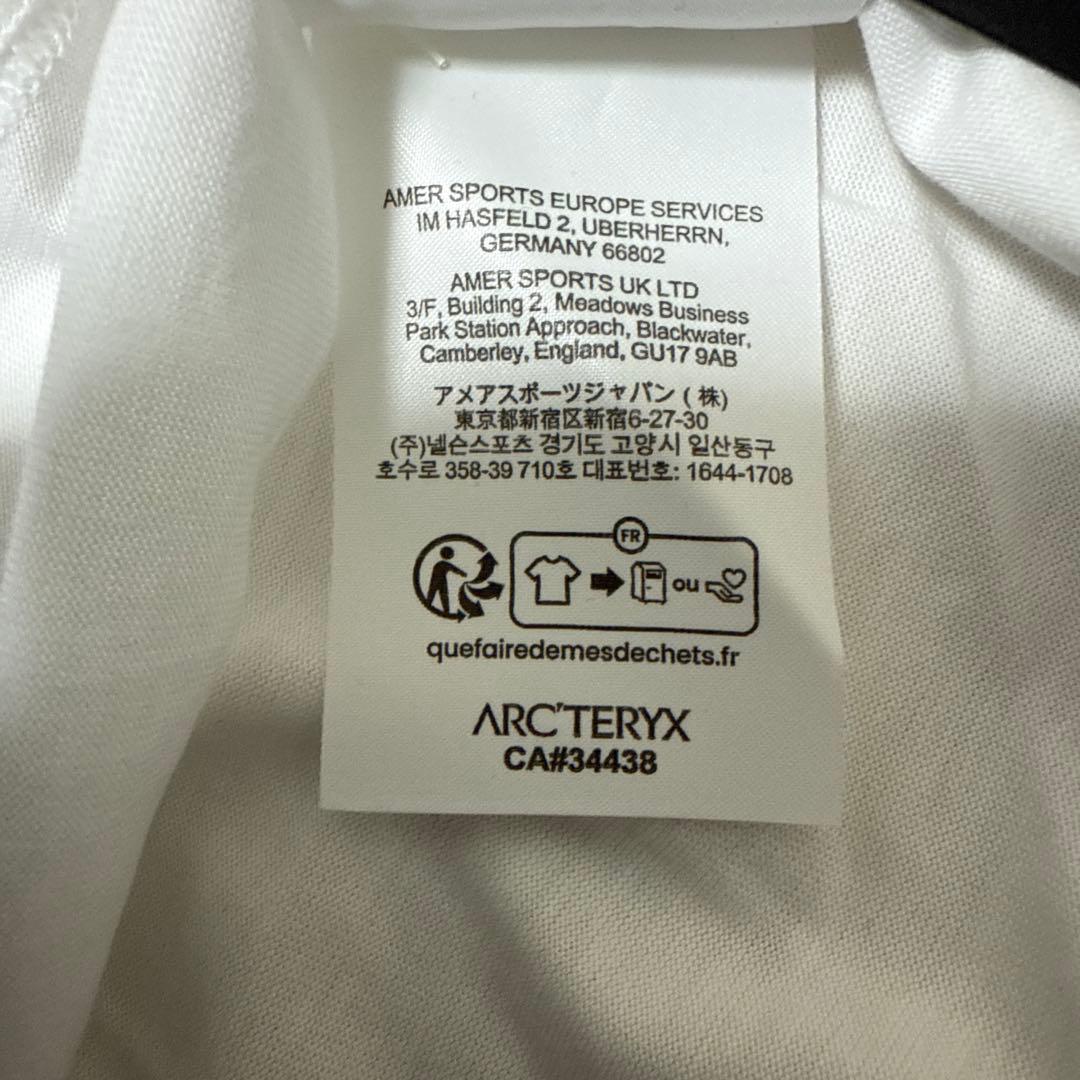 AMER SPORTS EUROPE SERVICES
IM HASFELD 2, UBERHERRN,
GERMANY 66802
AMER SPORTS UK LTD
3/F, Building 2, Meadows Business
Park Station Approach, Blackwater,
Camberley, England, GU17 9AB
アメアスポーツジャパン (株)
東京都新宿区新宿6-27-30
(주)넬슨스포츠 경기도 고양시 일산동구
호수로 358-39 710호 대표번호: 1644-1708
FR
ou
quefairedemesdechets.fr
ARC'TERYX
CA#34438